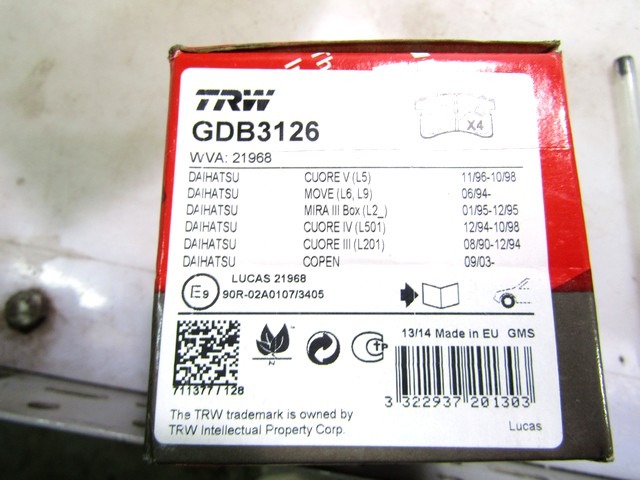 TRW
GDB3126
X4
WVA: 21968
DAIHATSU CUORE V (L5) 11/96-10/98
DAIHATSU MOVE (L6, L9) 06/94-
DAIHATSU MIRA III Box (L2_) 01/95-12/95
DAIHATSU CUORE IV (L501) 12/94-10/98
DAIHATSU CUORE III (L201) 08/90-12/94
DAIHATSU COPEN 09/03-
LUCAS 21968
E9 90R-02A0107/3405
13/14 Made in EU GMS
N
711377/128
3 322937 201303
The TRW trademark is owned by
TRW Intellectual Property Corp.
Lucas